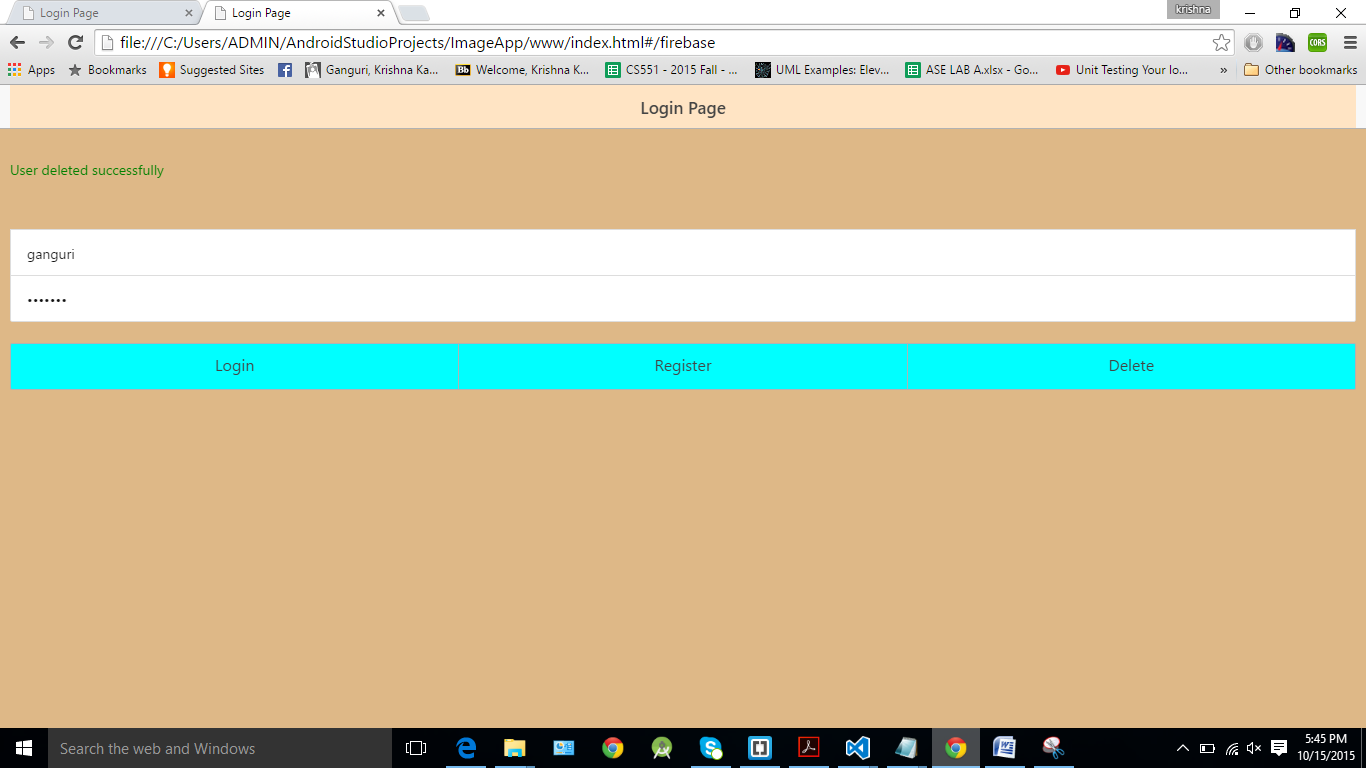 Login Page
Login Page
krishna
file:///C:/Users/ADMIN/AndroidStudioProjects/ImageApp/www/index.html#/firebase
CORS
Apps Bookmarks Suggested Sites Ganguri, Krishna Ka... Bb Welcome, Krishna K... CS551 - 2015 Fall - ... UML Examples: Elev... ASE LAB A.xlsx - Go... Unit Testing Your Io... » Other bookmarks
Login Page
User deleted successfully
ganguri
•••••••
Login Register Delete
Search the web and Windows
5:45 PM
10/15/2015